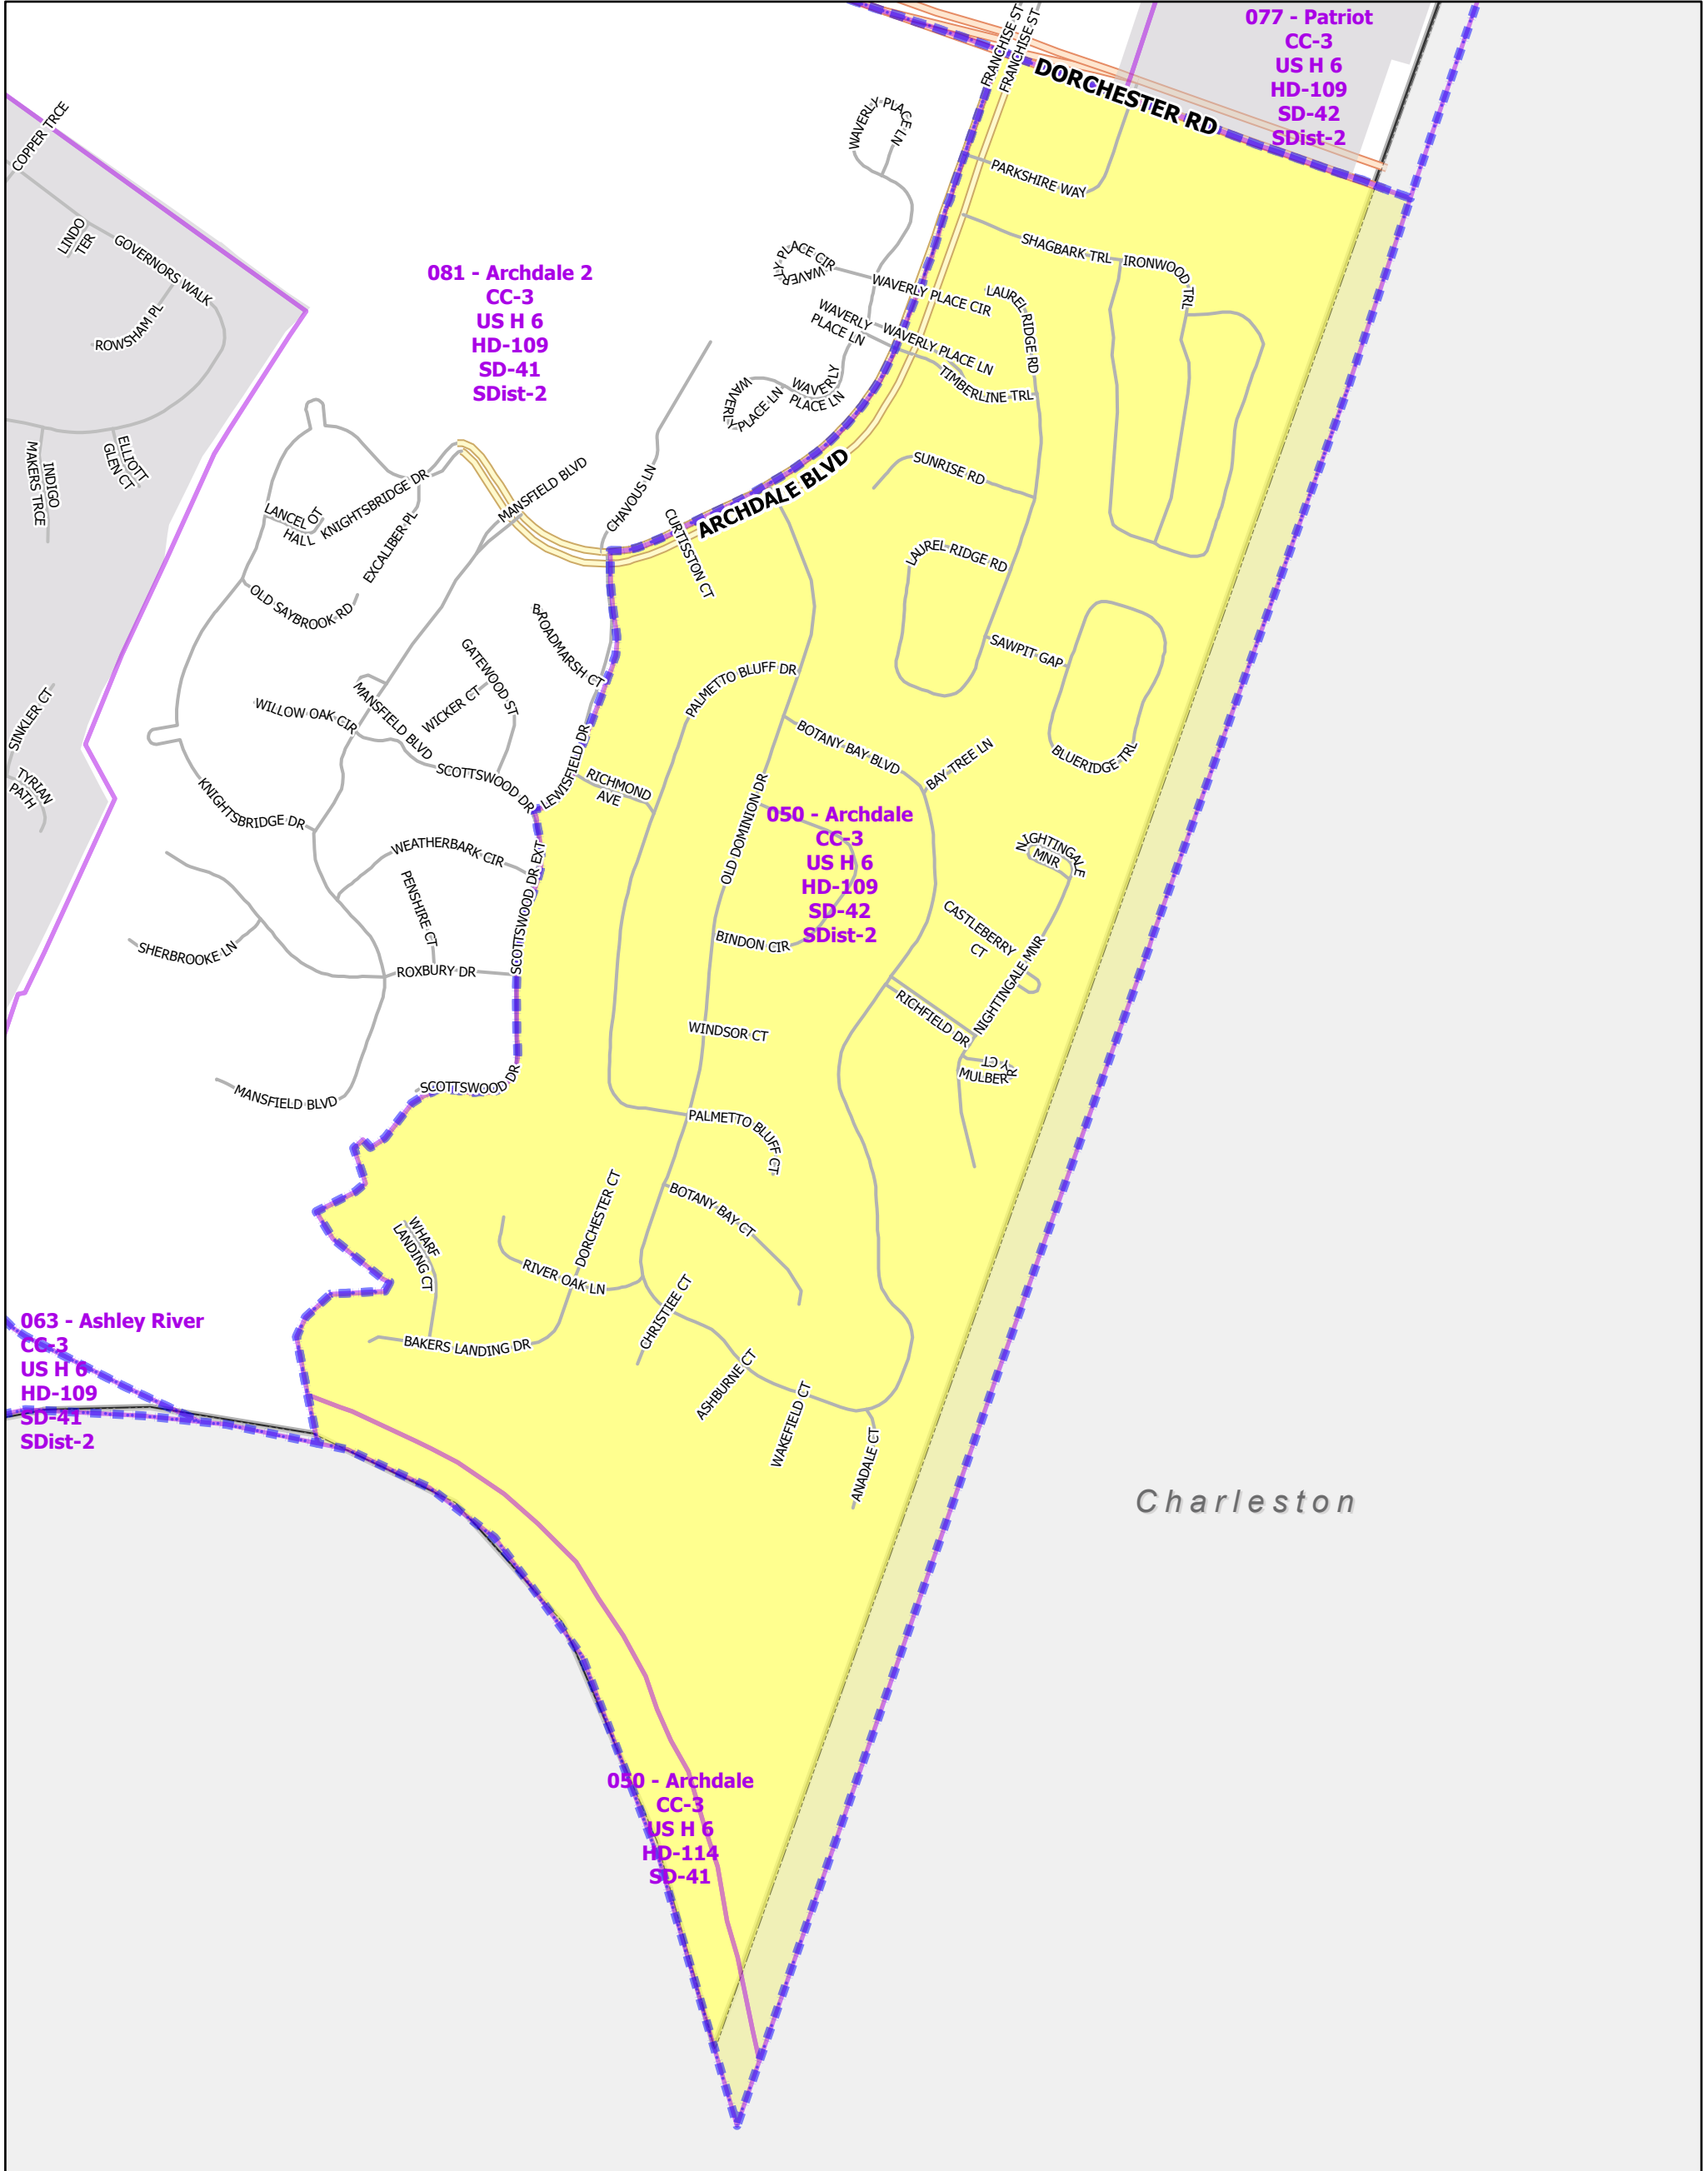 077 - Patriot
CC-3
US H 6
HD-109
SD-42
SDist-2
FRANCHISE ST
FRANCHISE ST
DORCHESTER RD
COPPER TRCE
WAVERLY PLACE LN
PARKSHIRE WAY
LINDO
TER
GOVERNORS WALK
ROWSHAM PL
081 - Archdale 2
CC-3
US H 6
HD-109
SD-41
SDist-2
WAVERLY PLACE CIR
WAVERLY PLACE CIR
SHAGBARK TRL
IRONWOOD TRL
LAUREL RIDGE RD
WAVERLY
PLACE LN
WAVERLY PLACE LN
TIMBERLINE TRL
WAVERLY
PLACE LN
WAVERLY
PLACE LN
INDIGO
MAKERS TRCE
ELLIOTT
GLEN CT
KNIGHTSBRIDGE DR
MANSFIELD BLVD
CHAVOUS LN
ARCHDALE BLVD
SUNRISE RD
LANCELOT
HALL
EXCALIBER PL
CURTISSTON CT
LAUREL RIDGE RD
OLD SAYBROOK RD
BROADMARSH CT
GATEWOOD ST
SAWPIT GAP
PALMETTO BLUFF DR
WILLOW OAK CIR
MANSFIELD BLVD
WICKER CT
SINKLER CT
BOTANY BAY BLVD
BAY TREE LN
BLUERIDGE TRL
LEWISFIELD DR
SCOTTSWOOD DR
RICHMOND
AVE
TYRIAN
PATH
KNIGHTSBRIDGE DR
OLD DOMINION DR
050 - Archdale
CC-3
US H 6
HD-109
SD-42
SDist-2
WEATHERBARK CIR
SCOTTSWOOD DR EXT
NIGHTINGALE
MNR
PENSHIRE CT
CASTLEBERRY
CT
SHERBROOKE LN
BINDON CIR
ROXBURY DR
NIGHTINGALE MNR
RICHFIELD DR
WINDSOR CT
MULBERRY CT
SCOTTSWOOD DR
MANSFIELD BLVD
PALMETTO BLUFF CT
BOTANY BAY CT
DORCHESTER CT
WHARF
LANDING CT
RIVER OAK LN
CHRISTIEE CT
BAKERS LANDING DR
063 - Ashley River
CC-3
US H 6
HD-109
SD-41
SDist-2
ASHBURNE CT
WAKEFIELD CT
ANADALE CT
Charleston
050 - Archdale
CC-3
US H 6
HD-114
SD-41